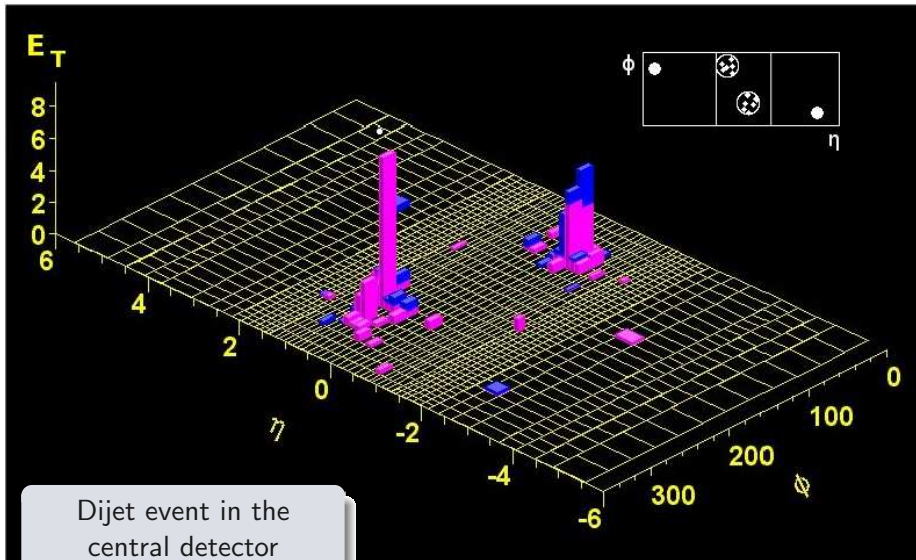 E T
8
6
4
2
0
6
4
2
0
-2
-4
-6
η
0
100
200
300
ϕ
ϕ
η
Dijet event in the
central detector